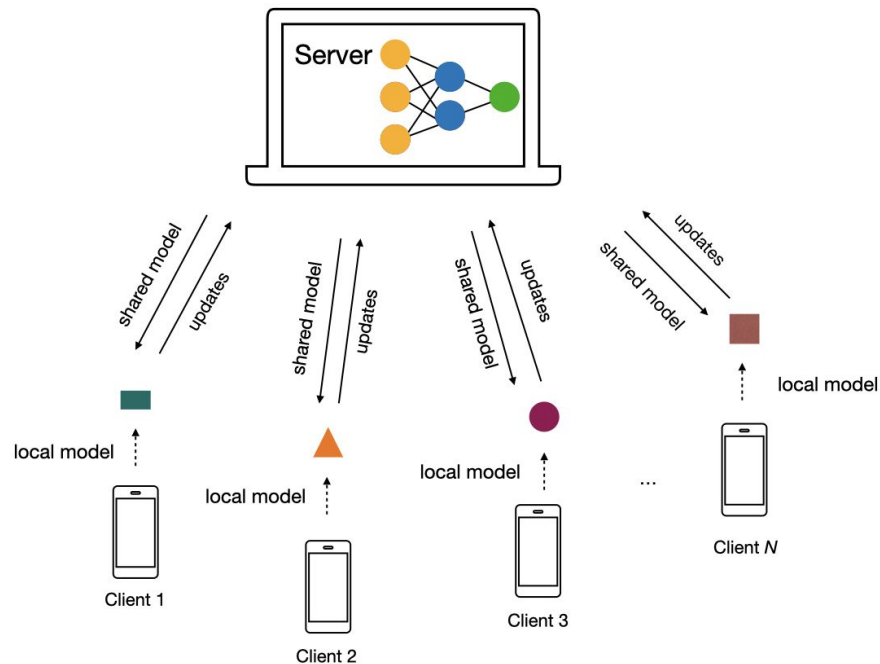 Server
shared model
updates
shared model
updates
shared model
updates
shared model
updates
local model
Client 1
local model
Client 2
local model
Client 3
...
local model
Client N